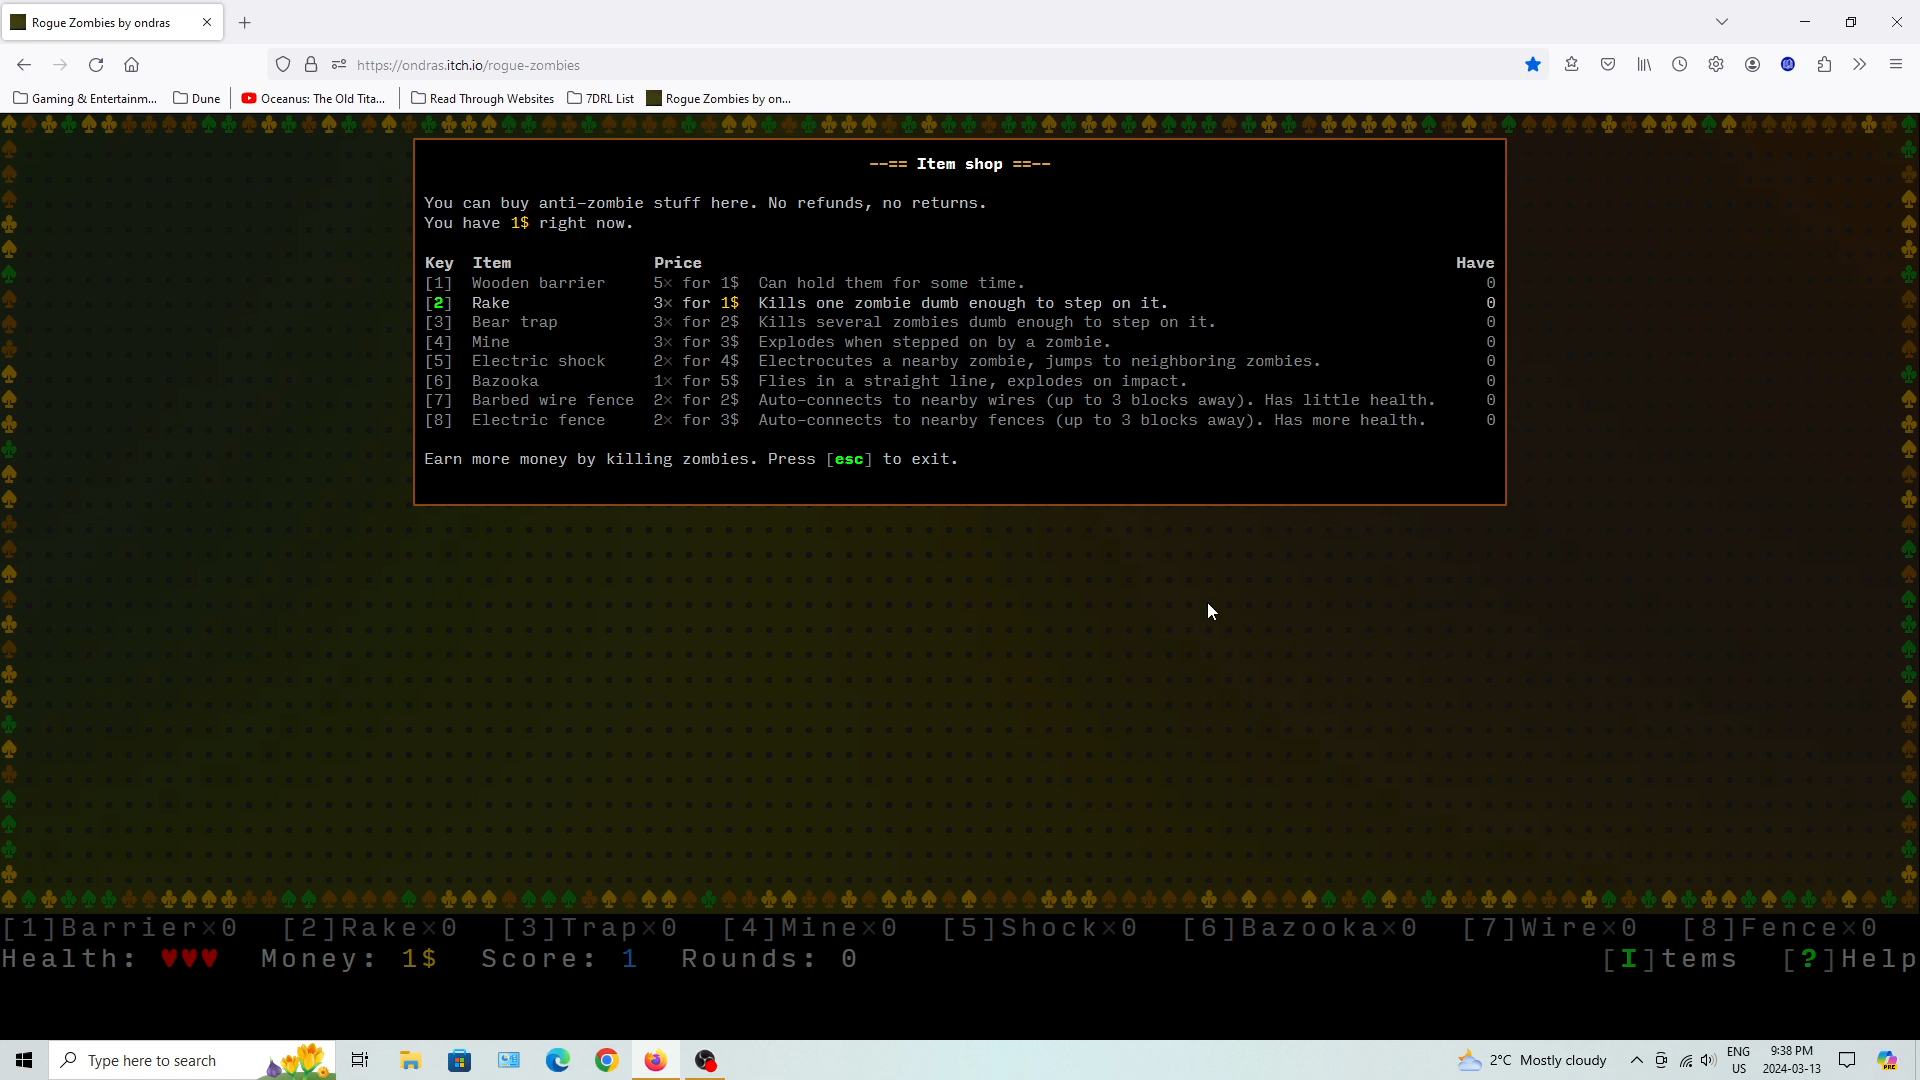 Rogue Zombies by ondras
https://ondras.itch.io/rogue-zombies
Gaming & Entertainm... Dune Oceanus: The Old Tita... Read Through Websites 7DRL List Rogue Zombies by on...
--== Item shop ==--
You can buy anti-zombie stuff here. No refunds, no returns.
You have 1$ right now.
Key Item Price Have
[1] Wooden barrier 5× for 1$ Can hold them for some time. 0
[2] Rake 3× for 1$ Kills one zombie dumb enough to step on it. 0
[3] Bear trap 3× for 2$ Kills several zombies dumb enough to step on it. 0
[4] Mine 3× for 3$ Explodes when stepped on by a zombie. 0
[5] Electric shock 2× for 4$ Electrocutes a nearby zombie, jumps to neighboring zombies. 0
[6] Bazooka 1× for 5$ Flies in a straight line, explodes on impact. 0
[7] Barbed wire fence 2× for 2$ Auto-connects to nearby wires (up to 3 blocks away). Has little health. 0
[8] Electric fence 2× for 3$ Auto-connects to nearby fences (up to 3 blocks away). Has more health. 0
Earn more money by killing zombies. Press [esc] to exit.
[1]Barrier×0 [2]Rake×0 [3]Trap×0 [4]Mine×0 [5]Shock×0 [6]Bazooka×0 [7]Wire×0 [8]Fence×0
Health: ♥♥♥ Money: 1$ Score: 1 Rounds: 0 [I]tems [?]Help
Type here to search 2°C Mostly cloudy ENG 9:38 PM
US 2024-03-13
PRE